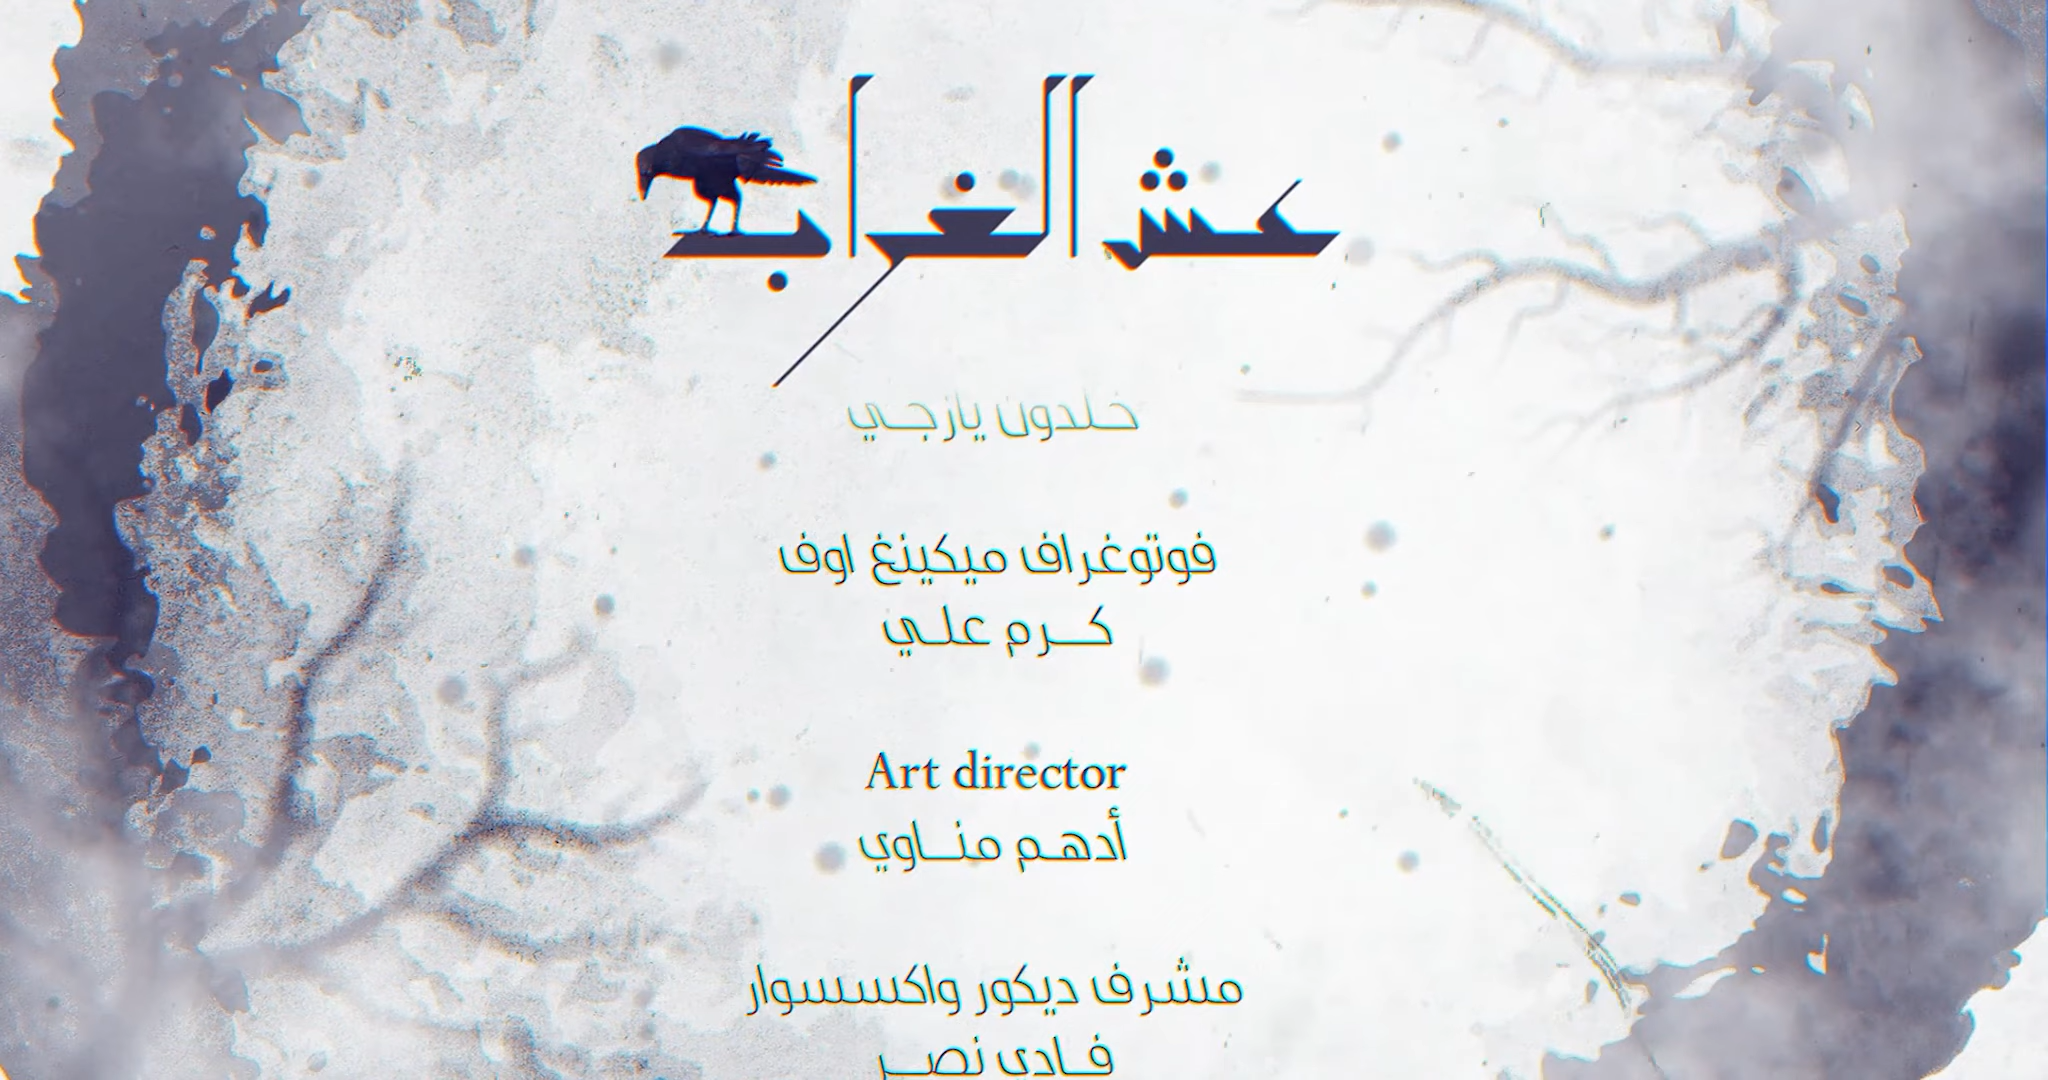 عش الغراب
خلدون يازجي
فوتوغراف ميكينغ اوف
كرم علي
Art director
أدهم مناوي
مشرف ديكور واكسسوار
فادي نصر